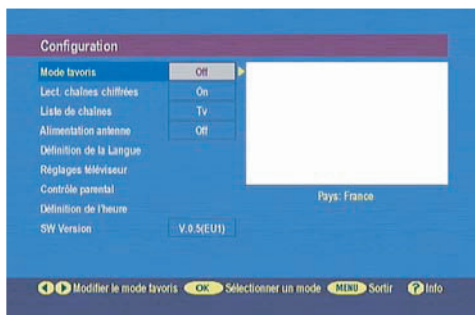 Configuration
Mode favoris Off
Lect. chaînes chiffrées On
Liste de chaînes Tv
Alimentation antenne Off
Définition de la Langue
Réglages téléviseur
Contrôle parental
Définition de l'heure
SW Version V.0.5(EU1)
Pays: France
Modifier le mode favoris OK Sélectionner un mode MENU Sortir ? Info